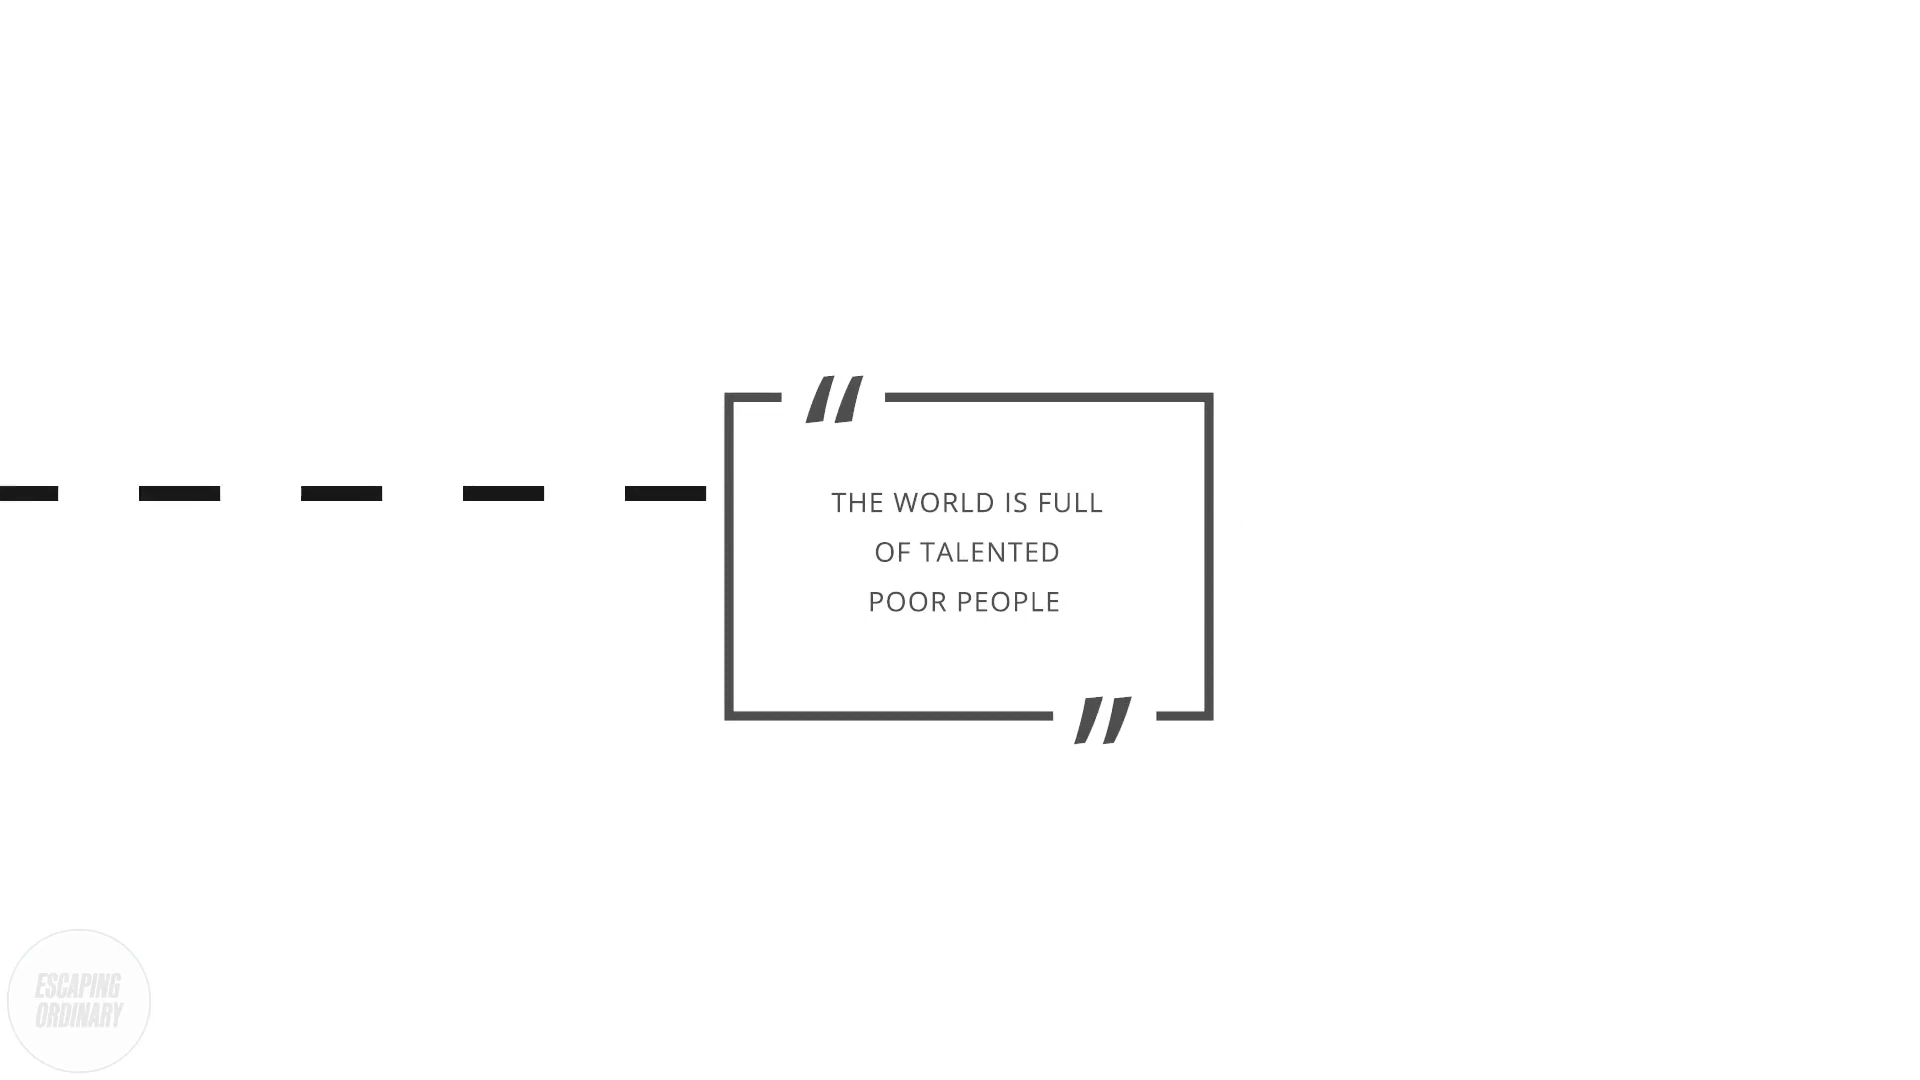 “
THE WORLD IS FULL
OF TALENTED
POOR PEOPLE
”
ESCAPING
ORDINARY